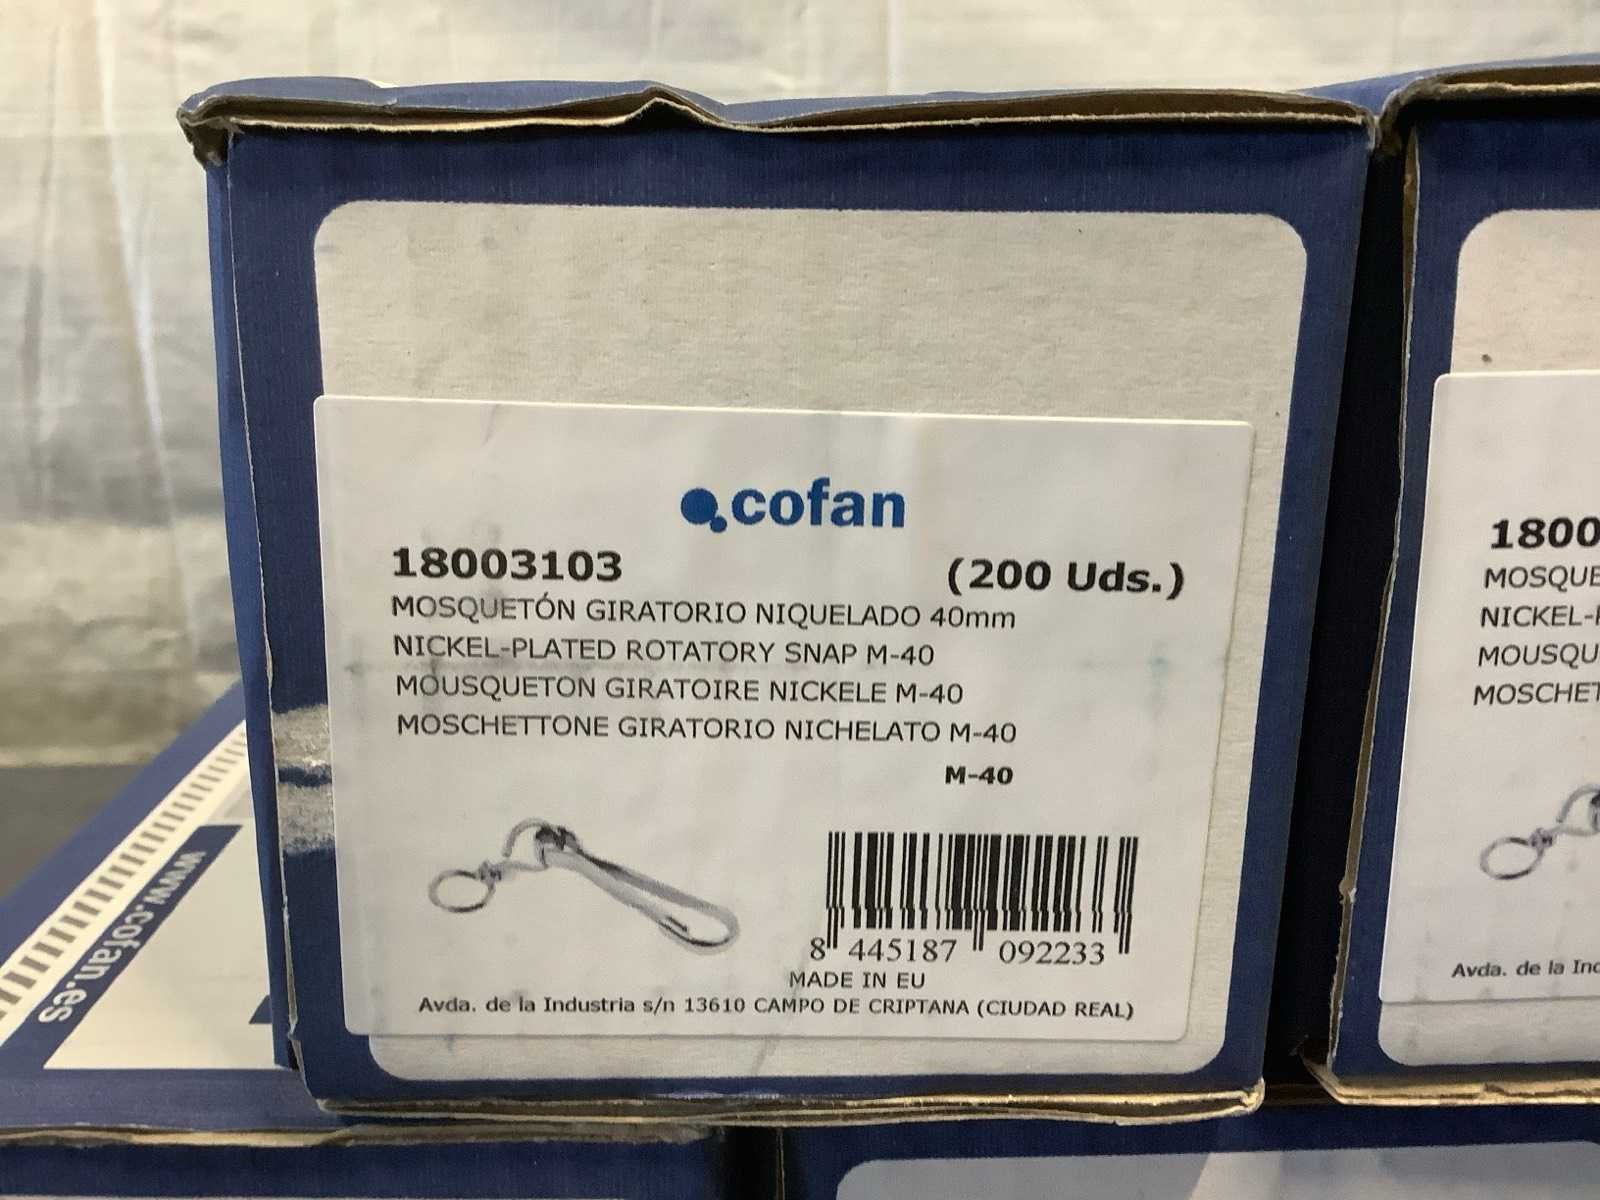 cofan
18003103 (200 Uds.)
MOSQUETÓN GIRATORIO NIQUELADO 40mm
NICKEL-PLATED ROTATORY SNAP M-40
MOUSQUETON GIRATOIRE NICKELE M-40
MOSCHETTONE GIRATORIO NICHELATO M-40
M-40
8 445187 092233
MADE IN EU
Avda. de la Industria s/n 13610 CAMPO DE CRIPTANA (CIUDAD REAL)
www.cofan.es
1800
MOSQUE
NICKEL-
MOUSQU
MOSCHET
Avda. de la Ind